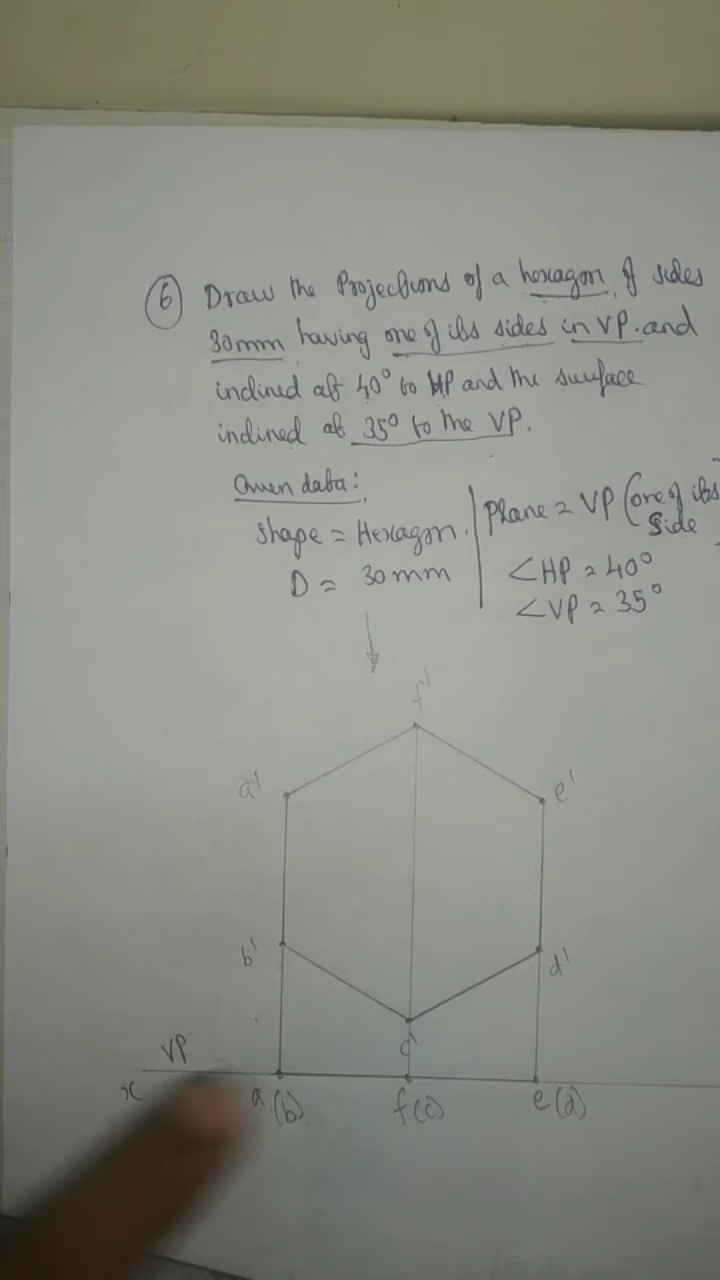 6 Draw the Projections of a hexagon of sides
30mm having one of its sides in VP. and
inclined at 40° to HP and the surface
inclined at 35° to the VP.
Given data:
shape = Hexagon.
D = 30mm
Plane = VP (one of its
side
∠HP = 40°
∠VP = 35°
f'
a'
e'
b'
d'
c'
VP
x
a (b)
f(c)
e(d)